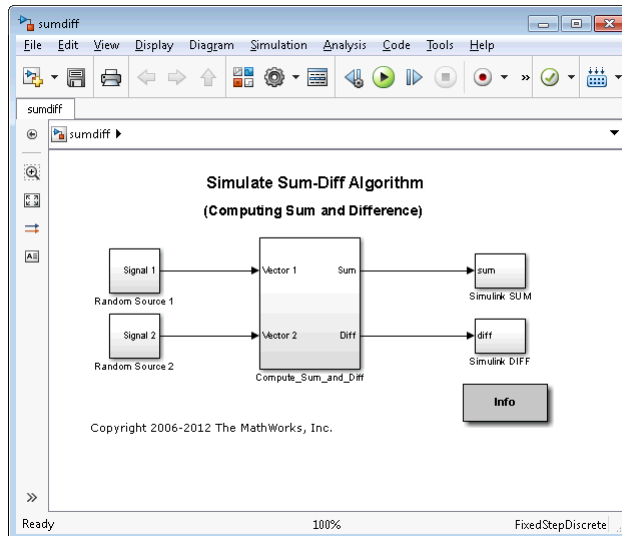 sumdiff
File Edit View Display Diagram Simulation Analysis Code Tools Help
sumdiff
sumdiff
Simulate Sum-Diff Algorithm
(Computing Sum and Difference)
Signal 1
Vector 1 Sum
sum
Random Source 1
Simulink SUM
Signal 2
Vector 2 Diff
diff
Random Source 2
Simulink DIFF
Compute_Sum_and_Diff
Info
Copyright 2006-2012 The MathWorks, Inc.
Ready 100% FixedStepDiscrete